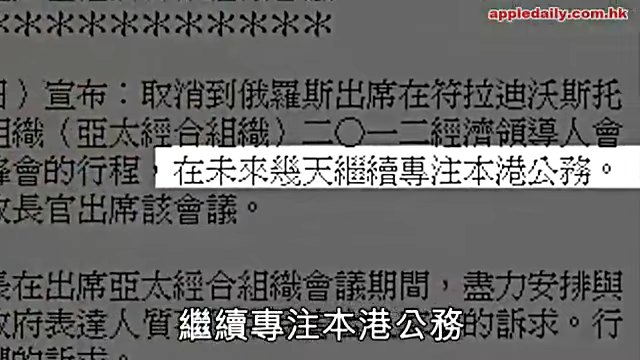 appledaily.com.hk
************
）宣布：取消到俄羅斯出席在符拉迪沃斯托
組織（亞太經合組織）二〇一二經濟領導人會
峰會的行程，在未來幾天繼續專注本港公務。
政長官出席該會議。
在出席亞太經合組織會議期間，盡力安排與
政府表達人質
的訴求。行
的訴求。
繼續專注本港公務